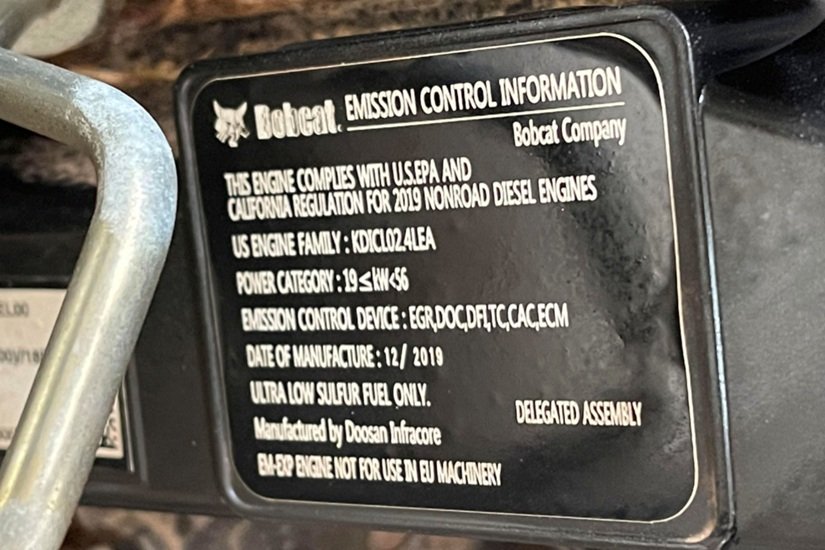 Bobcat. EMISSION CONTROL INFORMATION
Bobcat Company
THIS ENGINE COMPLIES WITH U.S.EPA AND
CALIFORNIA REGULATION FOR 2019 NONROAD DIESEL ENGINES
US ENGINE FAMILY : KDICL02.4LEA
POWER CATEGORY : 19≤kW<56
EMISSION CONTROL DEVICE : EGR,DOC,DFI,TC,CAC,ECM
DATE OF MANUFACTURE : 12/ 2019
ULTRA LOW SULFUR FUEL ONLY.
DELEGATED ASSEMBLY
Manufactured by Doosan Infracore
EM-EXP ENGINE NOT FOR USE IN EU MACHINERY